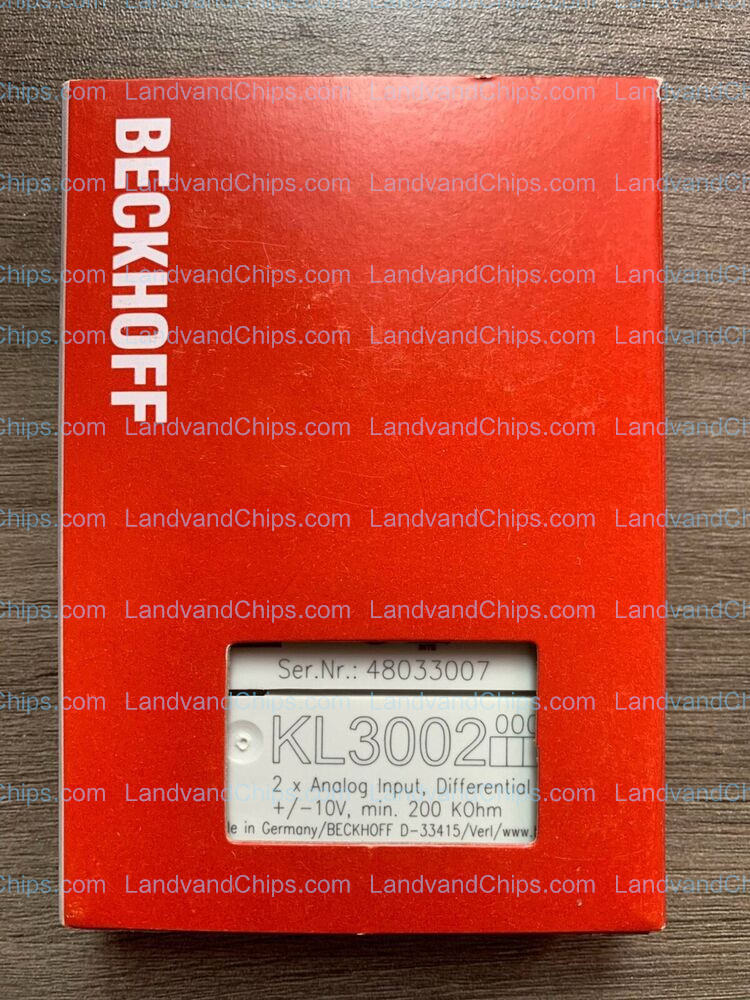 LandvandChips.com
BECKHOFF
Ser.Nr.: 48033007
KL3002
2 x Analog Input, Differential
+/-10V, min. 200 KOhm
in Germany/BECKHOFF D-33415/Verl/www.